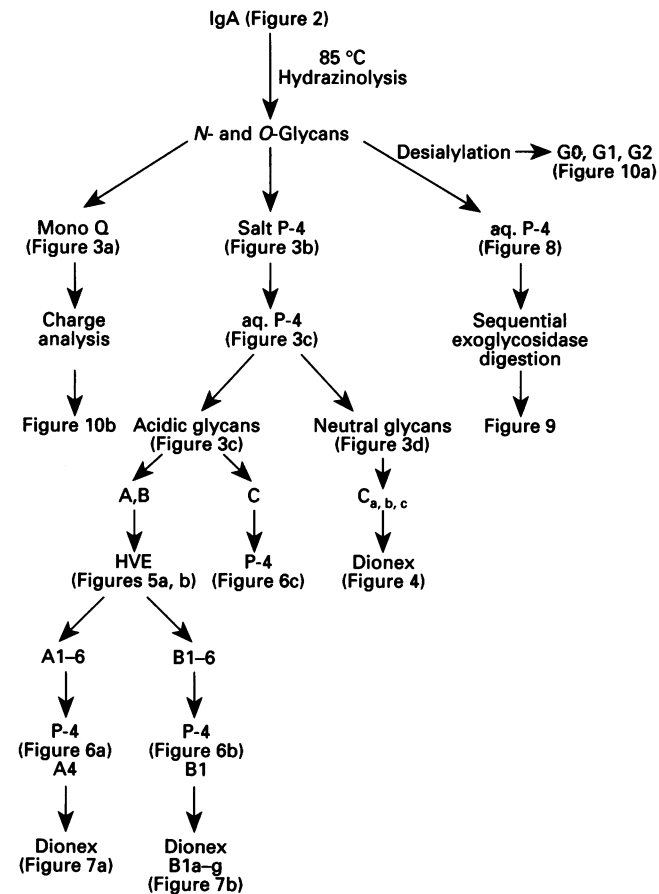 IgA (Figure 2)
85 °C
Hydrazinolysis
N- and O-Glycans
Desialylation
G0, G1, G2
(Figure 10a)
Mono Q
(Figure 3a)
Salt P-4
(Figure 3b)
aq. P-4
(Figure 8)
Charge
analysis
aq. P-4
(Figure 3c)
Sequential
exoglycosidase
digestion
Figure 10b
Acidic glycans
(Figure 3c)
Neutral glycans
(Figure 3d)
Figure 9
A,B
C
Ca, b, c
HVE
(Figures 5a, b)
P-4
(Figure 6c)
Dionex
(Figure 4)
A1–6
B1–6
P-4
(Figure 6a)
A4
P-4
(Figure 6b)
B1
Dionex
(Figure 7a)
Dionex
B1a–g
(Figure 7b)